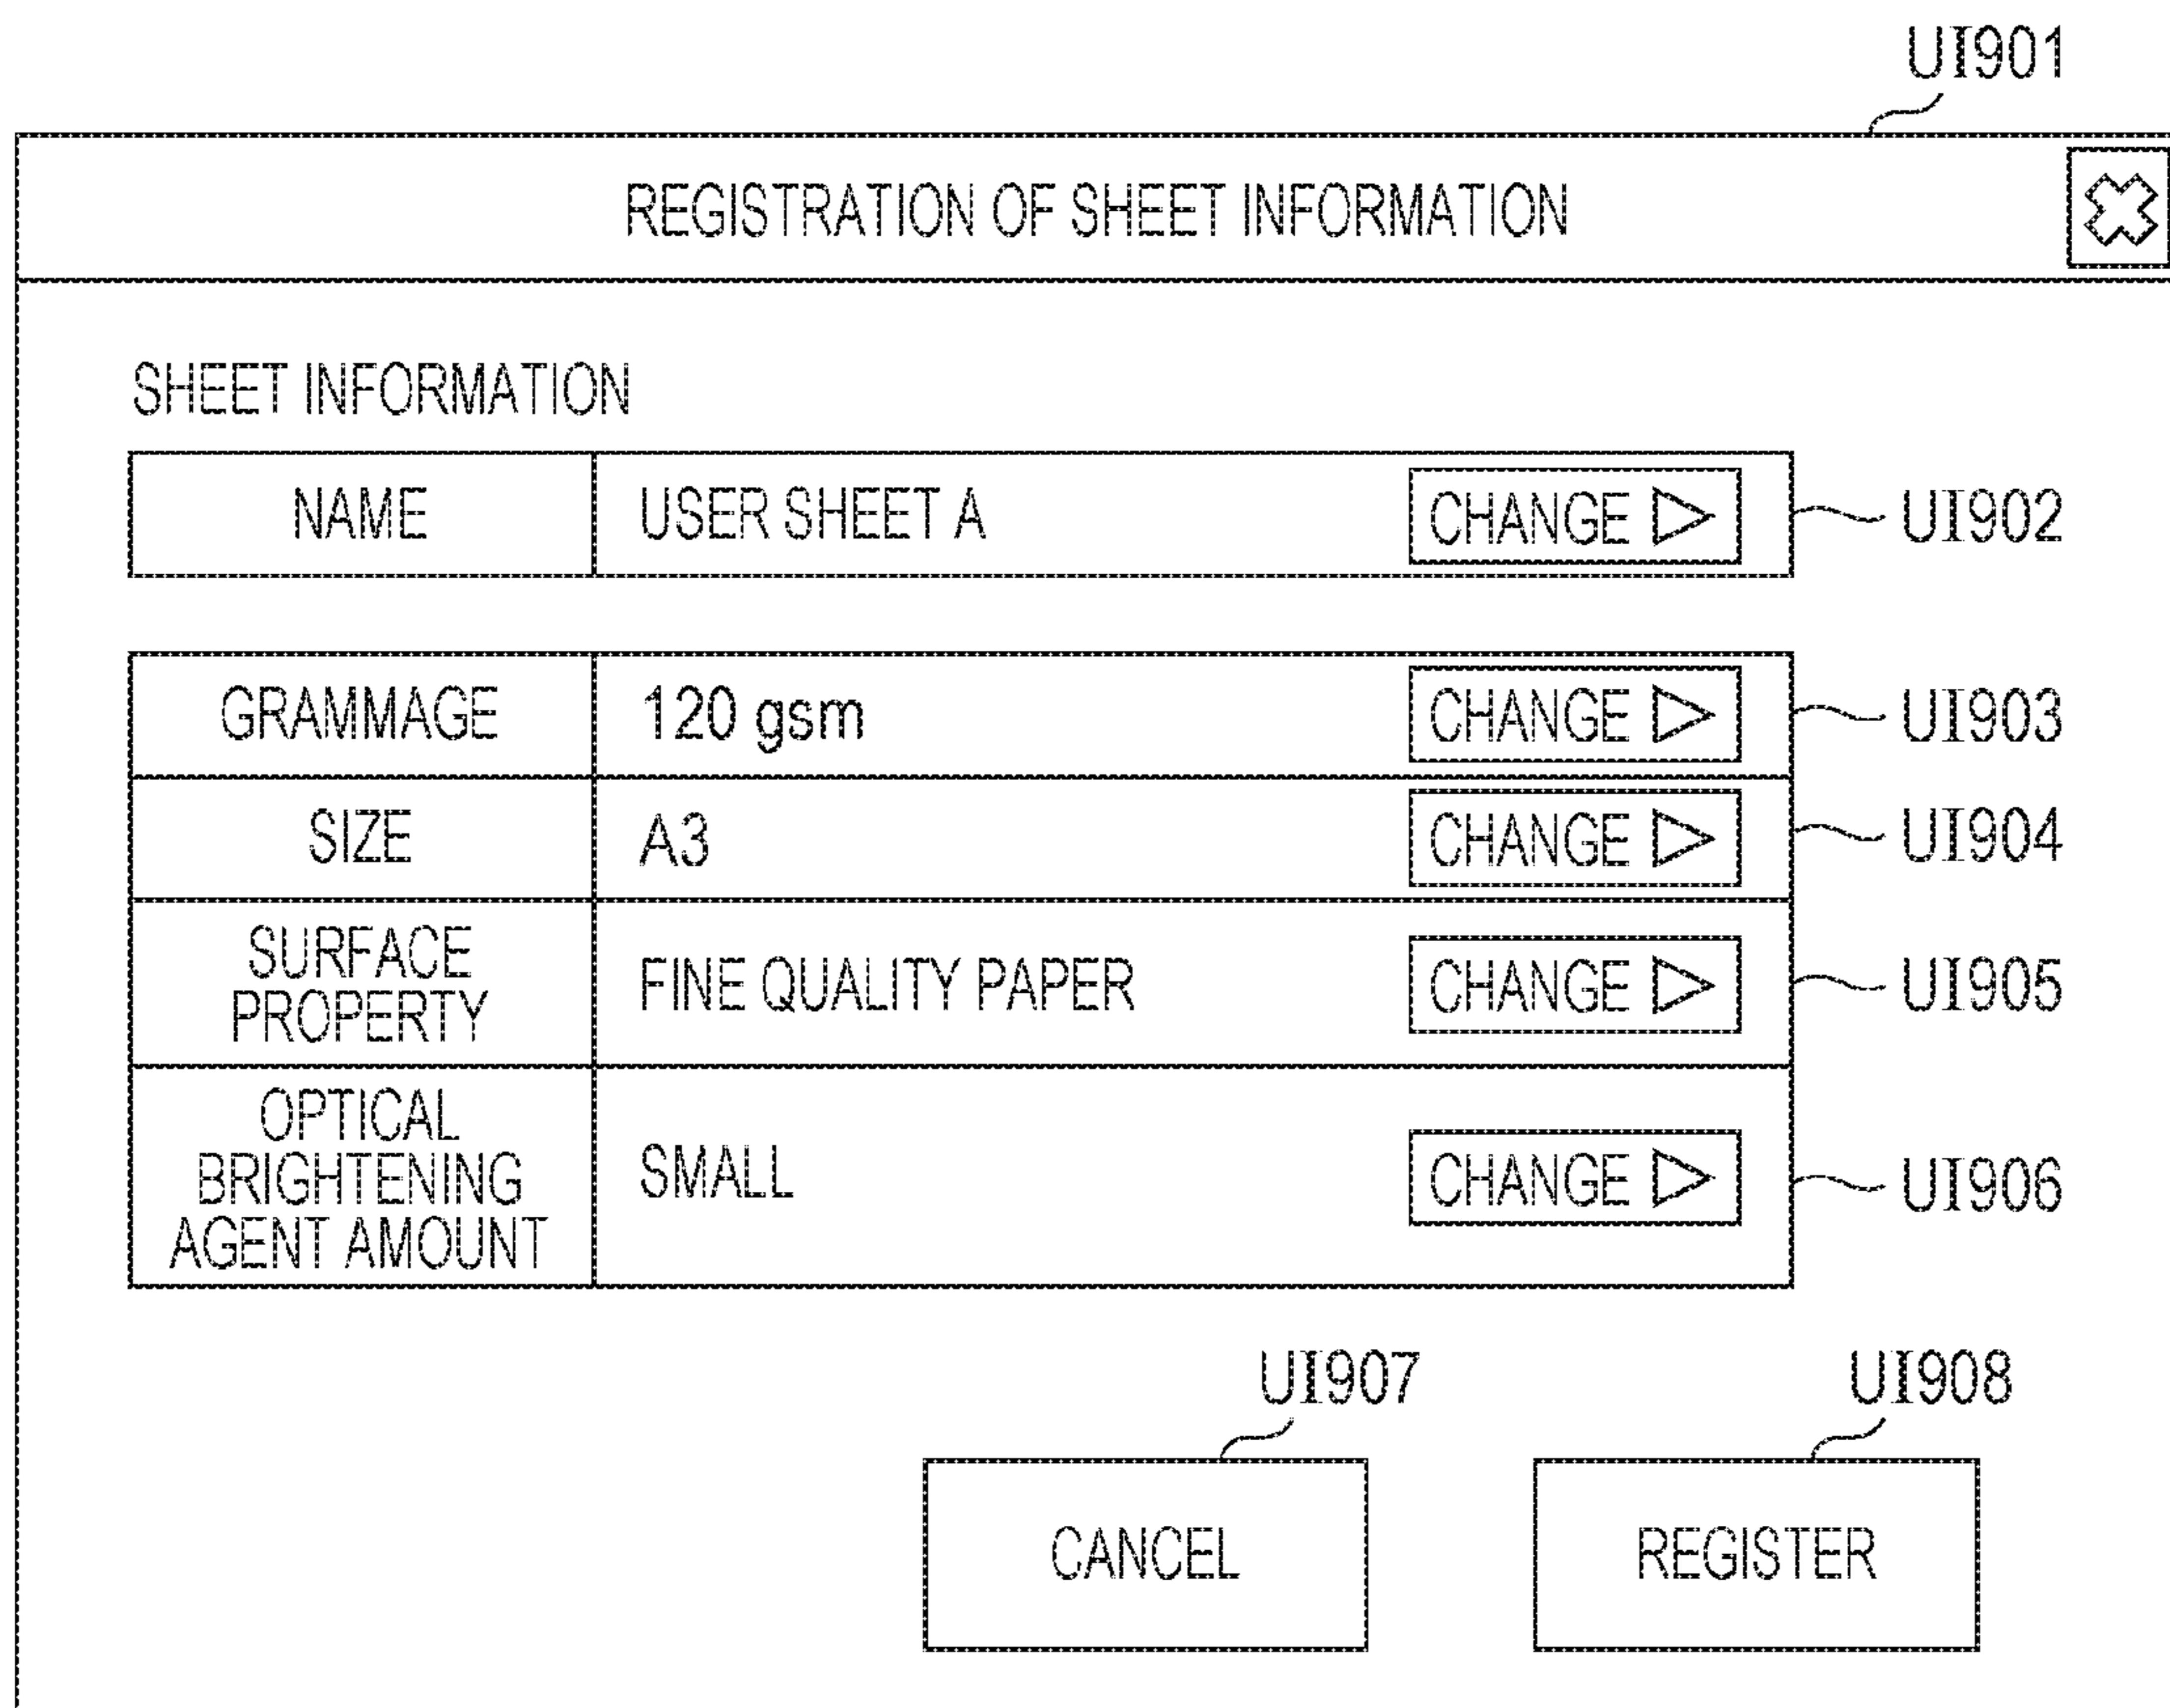 UI901
REGISTRATION OF SHEET INFORMATION
SHEET INFORMATION
NAME USER SHEET A CHANGE UI902
GRAMMAGE 120 gsm CHANGE UI903
SIZE A3 CHANGE UI904
SURFACE
PROPERTY FINE QUALITY PAPER CHANGE UI905
OPTICAL
BRIGHTENING
AGENT AMOUNT SMALL CHANGE UI906
UI907 UI908
CANCEL REGISTER